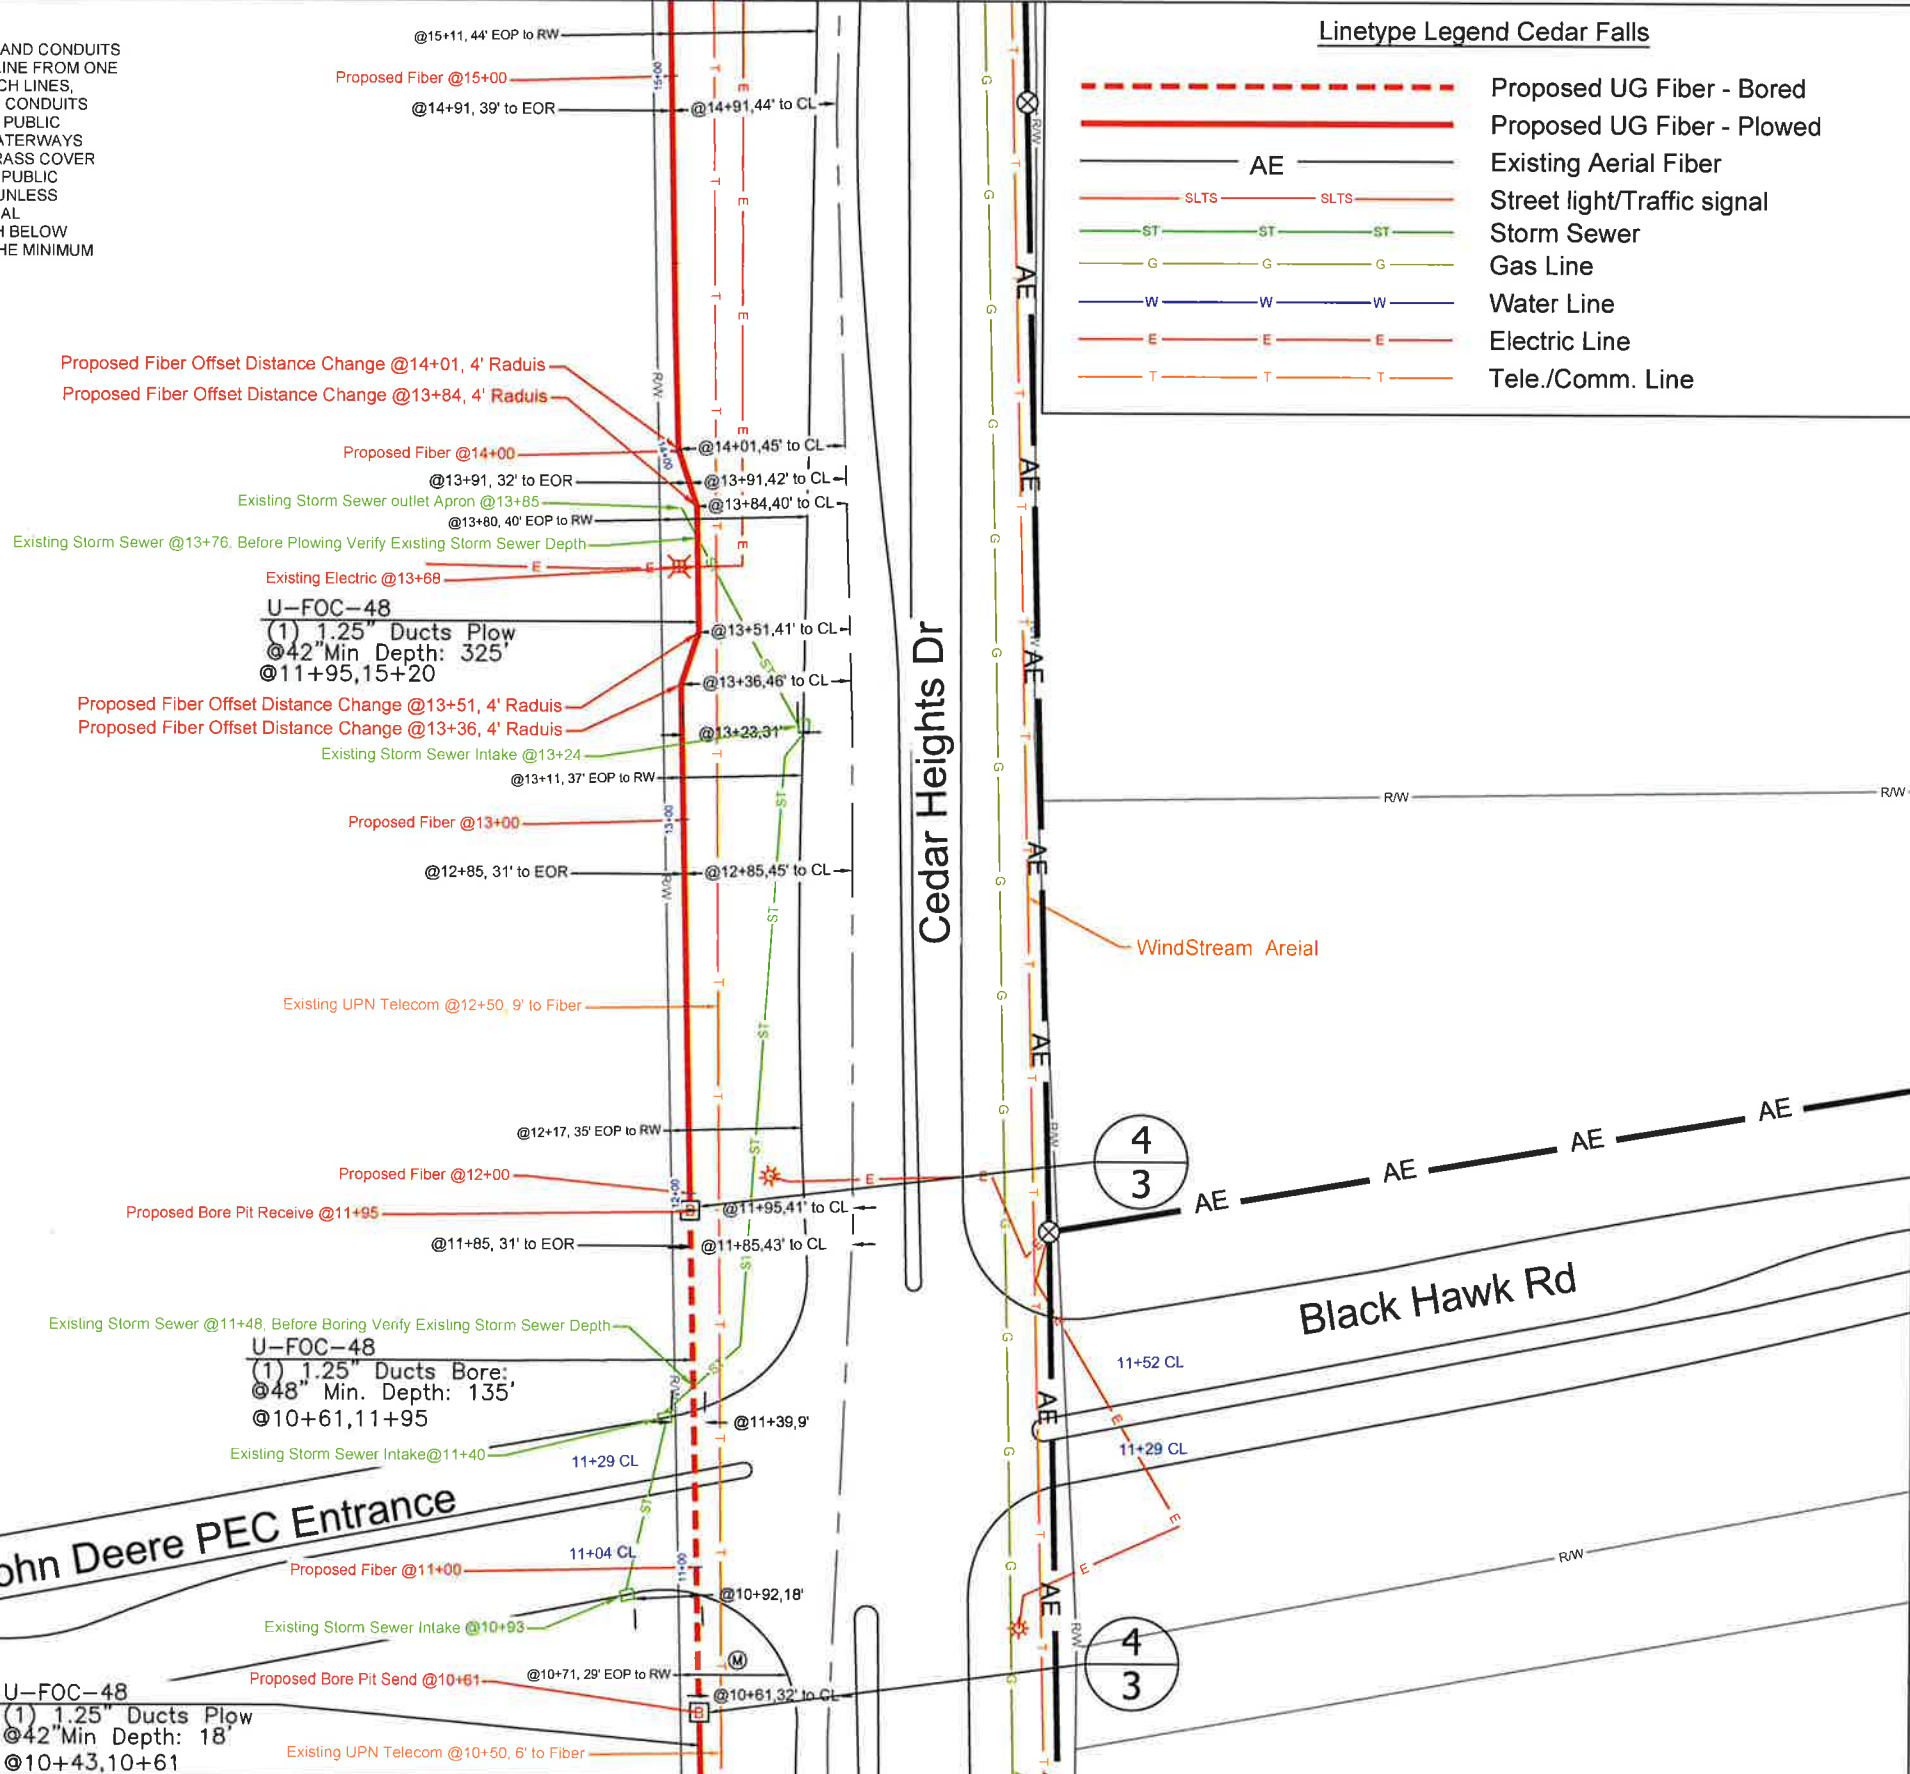 AND CONDUITS
INE FROM ONE
CH LINES,
CONDUITS
PUBLIC
ATERWAYS
RASS COVER
PUBLIC
UNLESS
AL
H BELOW
HE MINIMUM
Linetype Legend Cedar Falls
Proposed UG Fiber - Bored
Proposed UG Fiber - Plowed
AE Existing Aerial Fiber
SLTS SLTS Street light/Traffic signal
ST ST ST Storm Sewer
G G G Gas Line
W W W Water Line
E E E Electric Line
T T T Tele./Comm. Line
@15+11, 44' EOP to RW
Proposed Fiber @15+00
15+00
@14+91, 39' to EOR
@14+91,44' to CL
Proposed Fiber Offset Distance Change @14+01, 4' Raduis
Proposed Fiber Offset Distance Change @13+84, 4' Raduis
R/W
Proposed Fiber @14+00
14+00
@14+01,45' to CL
@13+91, 32' to EOR
@13+91,42' to CL
Existing Storm Sewer outlet Apron @13+85
@13+84,40' to CL
@13+80, 40' EOP to RW
Existing Storm Sewer @13+76, Before Plowing Verify Existing Storm Sewer Depth
Existing Electric @13+68
U-FOC-48
(1) 1.25" Ducts Plow
@42"Min Depth: 325'
@11+95,15+20
@13+51,41' to CL
@13+36,46' to CL
Proposed Fiber Offset Distance Change @13+51, 4' Raduis
Proposed Fiber Offset Distance Change @13+36, 4' Raduis
@13+23,31'
Existing Storm Sewer Intake @13+24
@13+11, 37' EOP to RW
Proposed Fiber @13+00
13+00
@12+85, 31' to EOR
@12+85,45' to CL
R/W
Cedar Heights Dr
R/W
R/W
WindStream Areial
Existing UPN Telecom @12+50, 9' to Fiber
@12+17, 35' EOP to RW
Proposed Fiber @12+00
12+00
Proposed Bore Pit Receive @11+95
B
@11+95,41' to CL
@11+85, 31' to EOR
@11+85,43' to CL
4
3
AE AE AE AE
Black Hawk Rd
Existing Storm Sewer @11+48, Before Boring Verify Existing Storm Sewer Depth
U-FOC-48
(1) 1.25" Ducts Bore:
@48" Min. Depth: 135'
@10+61,11+95
R/W
@11+39,9'
Existing Storm Sewer Intake@11+40
11+29 CL
11+52 CL
11+29 CL
ohn Deere PEC Entrance
11+04 CL
Proposed Fiber @11+00
11+00
@10+92,18'
Existing Storm Sewer Intake @10+93
R/W
R/W
M
@10+71, 29' EOP to RW
Proposed Bore Pit Send @10+61
B
@10+61,32' to CL
4
3
U-FOC-48
(1) 1.25" Ducts Plow
@42"Min Depth: 18'
@10+43,10+61
Existing UPN Telecom @10+50, 6' to Fiber